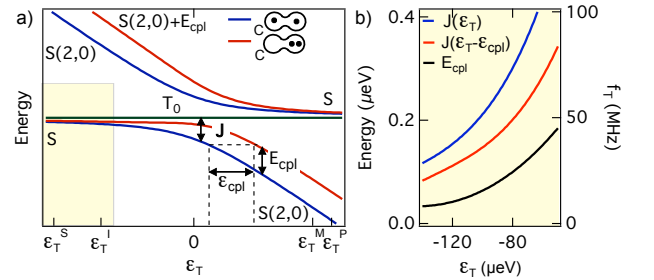 a)
S(2,0)+E_cpl
C
C
S(2,0)
T_0
S
Energy
J
S
E_cpl
ε_cpl
S(2,0)
ε_T^S
ε_T^I
0
ε_T^M
ε_T^P
ε_T
b)
0.4
100
J(ε_T)
J(ε_T-ε_cpl)
E_cpl
Energy (μeV)
f_T (MHz)
0.2
50
0.0
0
-120
-80
ε_T (μeV)